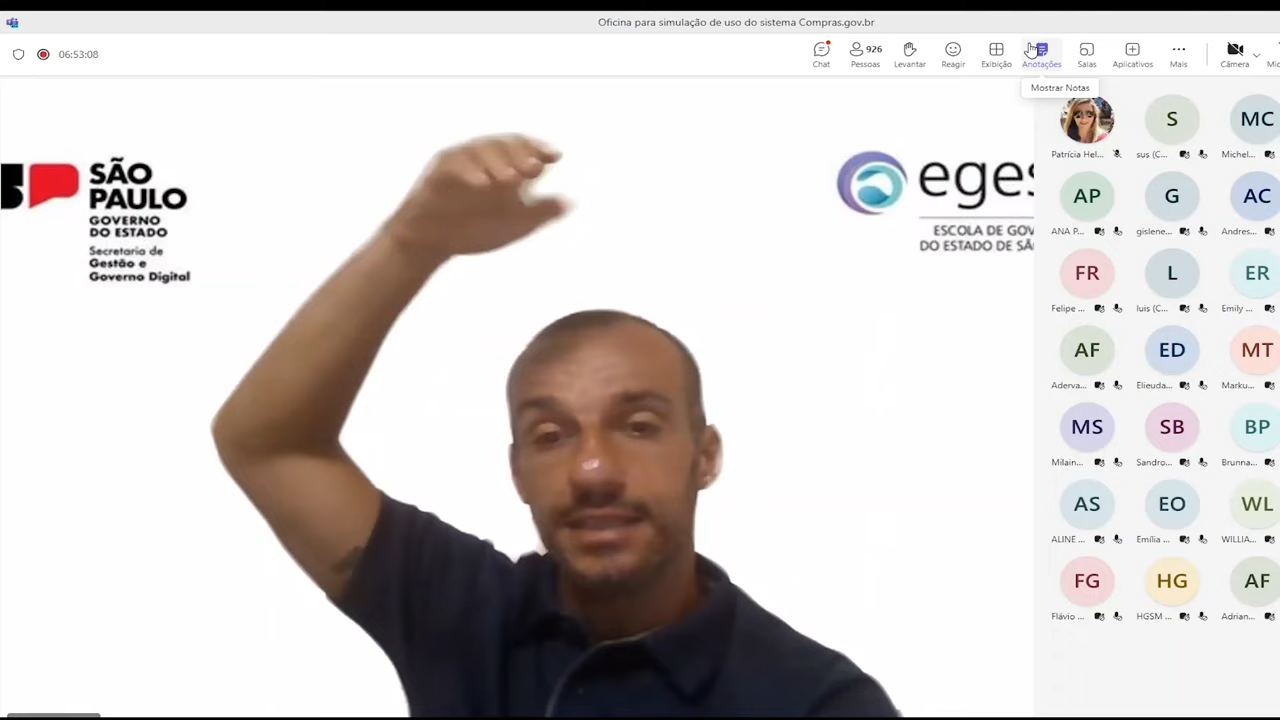 Oficina para simulação de uso do sistema Compras.gov.br
06:53:08
926
Chat
Pessoas
Levantar
Reagir
Exibição
Anotações
Salas
Aplicativos
Mais
Câmera
Mic
Mostrar Notas
SÃO
PAULO
GOVERNO
DO ESTADO
Secretaria de
Gestão e
Governo Digital
eges
ESCOLA DE GOV
DO ESTADO DE SÃ
S
MC
Patrícia Hel...
sus (C...
Michel...
AP
G
AC
ANA P...
gislene...
Andres...
FR
L
ER
Felipe ...
luis (C...
Emily ...
AF
ED
MT
Aderva...
Elieuda...
Marku...
MS
SB
BP
Milain...
Sandro...
Brunna...
AS
EO
WL
ALINE ...
Emília ...
WILLIA...
FG
HG
AF
Flávio ...
HGSM ...
Adrian...